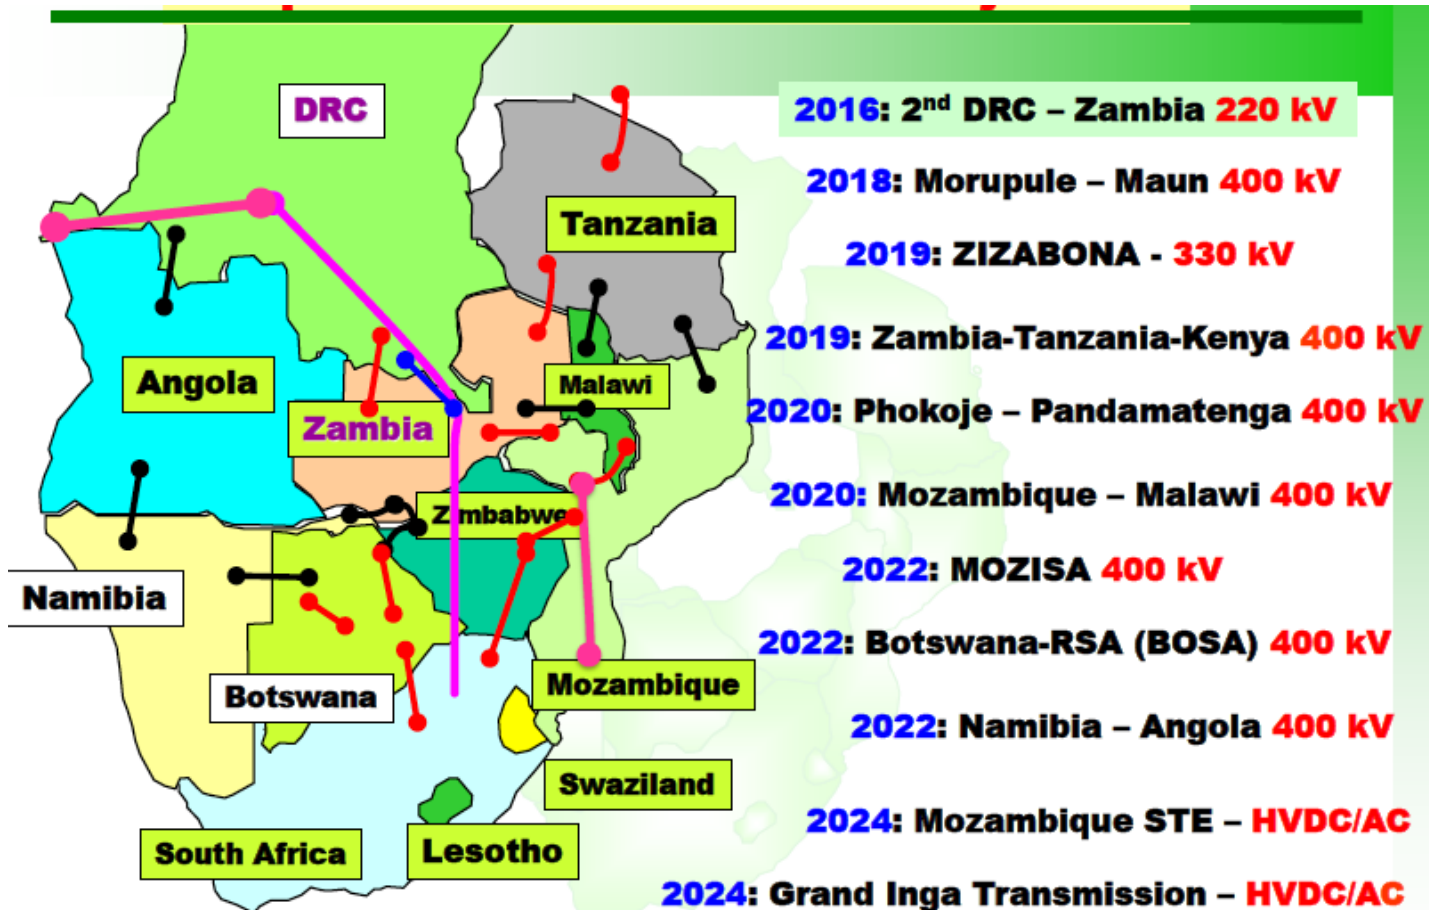 DRC
2016: 2nd DRC – Zambia 220 kV
2018: Morupule – Maun 400 kV
Tanzania
2019: ZIZABONA - 330 kV
2019: Zambia-Tanzania-Kenya 400 kV
Angola
Malawi
2020: Phokoje – Pandamatenga 400 kV
Zambia
2020: Mozambique – Malawi 400 kV
Zimbabwe
2022: MOZISA 400 kV
Namibia
2022: Botswana-RSA (BOSA) 400 kV
Mozambique
Botswana
2022: Namibia – Angola 400 kV
Swaziland
2024: Mozambique STE – HVDC/AC
South Africa
Lesotho
2024: Grand Inga Transmission – HVDC/AC